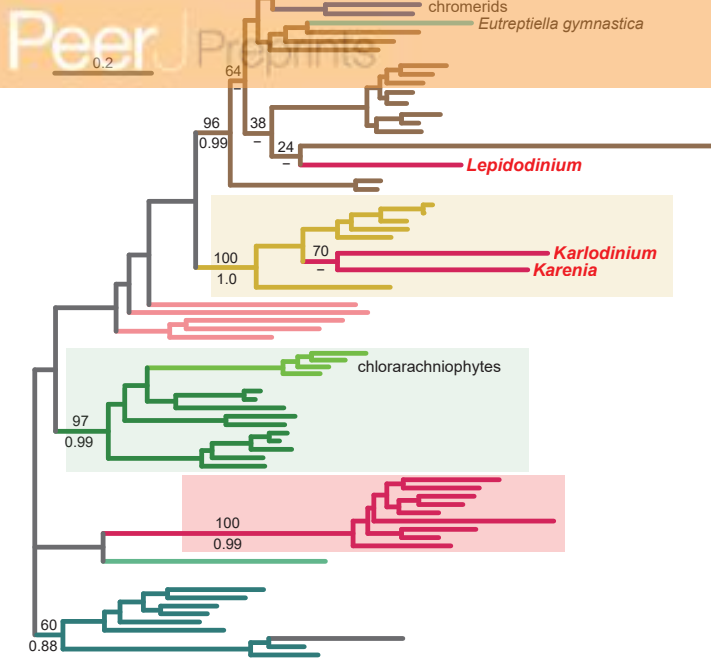 chromerids
PeerJ Preprints
Eutreptiella gymnastica
0.2
64
–
96
0.99
38
–
24
–
Lepidodinium
70
–
Karlodinium
Karenia
100
1.0
chlorarachniophytes
97
0.99
100
0.99
60
0.88